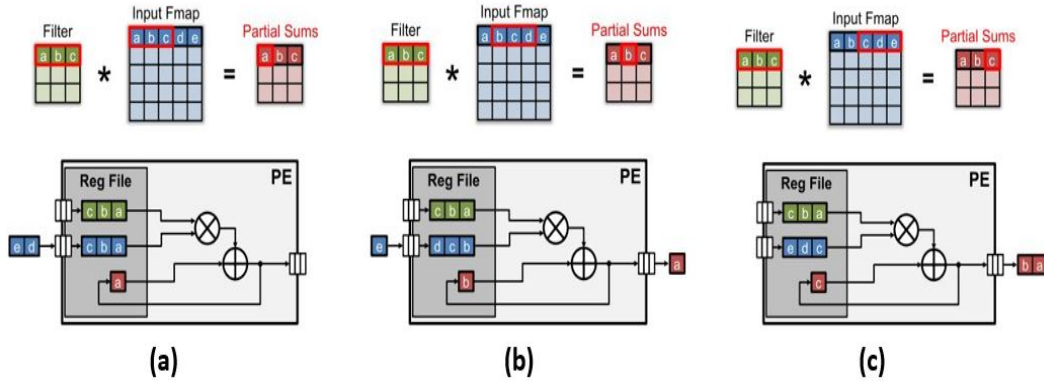 Filter
Input Fmap
Partial Sums
a b c
*
a b c d e
=
a b c
Reg File
PE
c b a
e d
c b a
a
(a)
Filter
Input Fmap
Partial Sums
a b c
*
a b c d e
=
a b c
Reg File
PE
c b a
e
d c b
b
a
(b)
Filter
Input Fmap
Partial Sums
a b c
*
a b c d e
=
a b c
Reg File
PE
c b a
e d c
c
b a
(c)